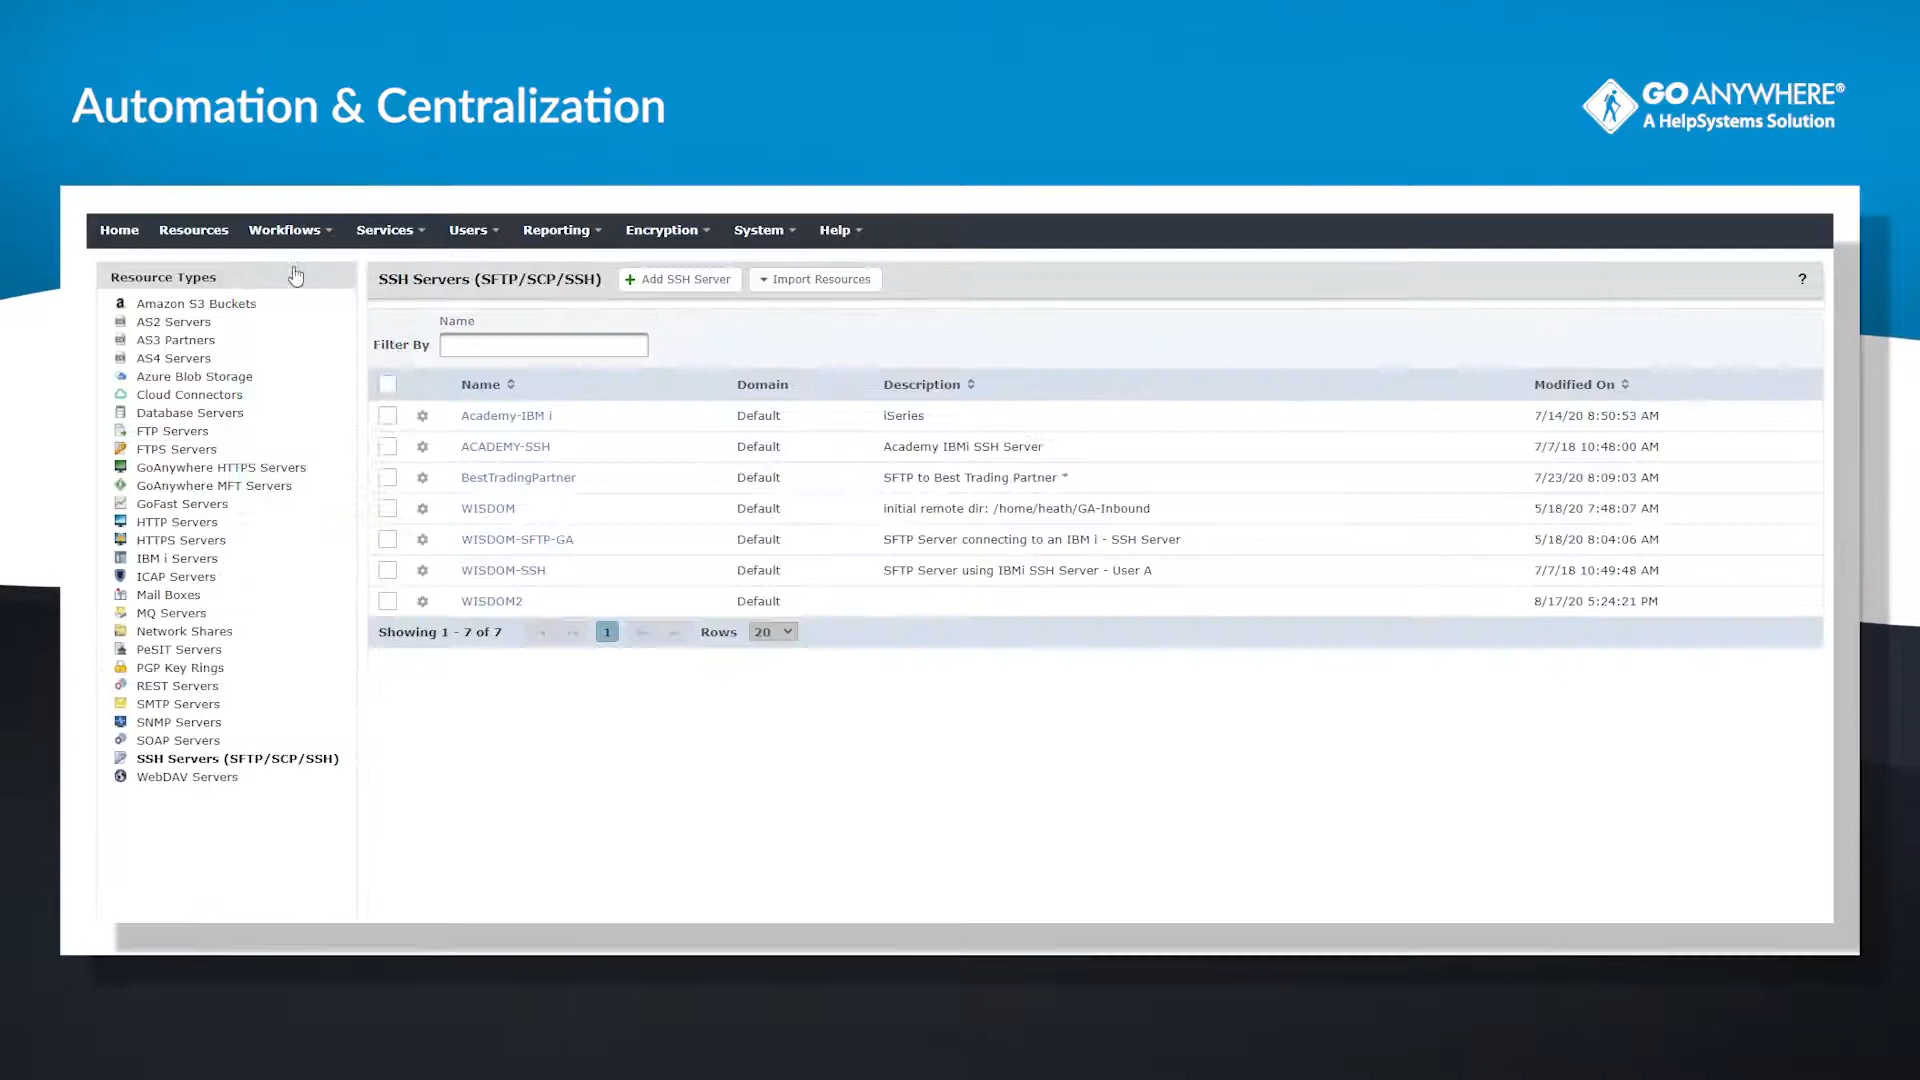 Automation & Centralization
GO ANYWHERE®
A HelpSystems Solution
Home Resources Workflows Services Users Reporting Encryption System Help
Resource Types
Amazon S3 Buckets
AS2 Servers
AS3 Partners
AS4 Servers
Azure Blob Storage
Cloud Connectors
Database Servers
FTP Servers
FTPS Servers
GoAnywhere HTTPS Servers
GoAnywhere MFT Servers
GoFast Servers
HTTP Servers
HTTPS Servers
IBM i Servers
ICAP Servers
Mail Boxes
MQ Servers
Network Shares
PeSIT Servers
PGP Key Rings
REST Servers
SMTP Servers
SNMP Servers
SOAP Servers
SSH Servers (SFTP/SCP/SSH)
WebDAV Servers
SSH Servers (SFTP/SCP/SSH) + Add SSH Server Import Resources ?
Name
Filter By
Name Domain Description Modified On
Academy-IBM i Default iSeries 7/14/20 8:50:53 AM
ACADEMY-SSH Default Academy IBMi SSH Server 7/7/18 10:48:00 AM
BestTradingPartner Default SFTP to Best Trading Partner * 7/23/20 8:09:03 AM
WISDOM Default initial remote dir: /home/heath/GA-Inbound 5/18/20 7:48:07 AM
WISDOM-SFTP-GA Default SFTP Server connecting to an IBM i - SSH Server 5/18/20 8:04:06 AM
WISDOM-SSH Default SFTP Server using IBMi SSH Server - User A 7/7/18 10:49:48 AM
WISDOM2 Default 8/17/20 5:24:21 PM
Showing 1 - 7 of 7 1 Rows 20